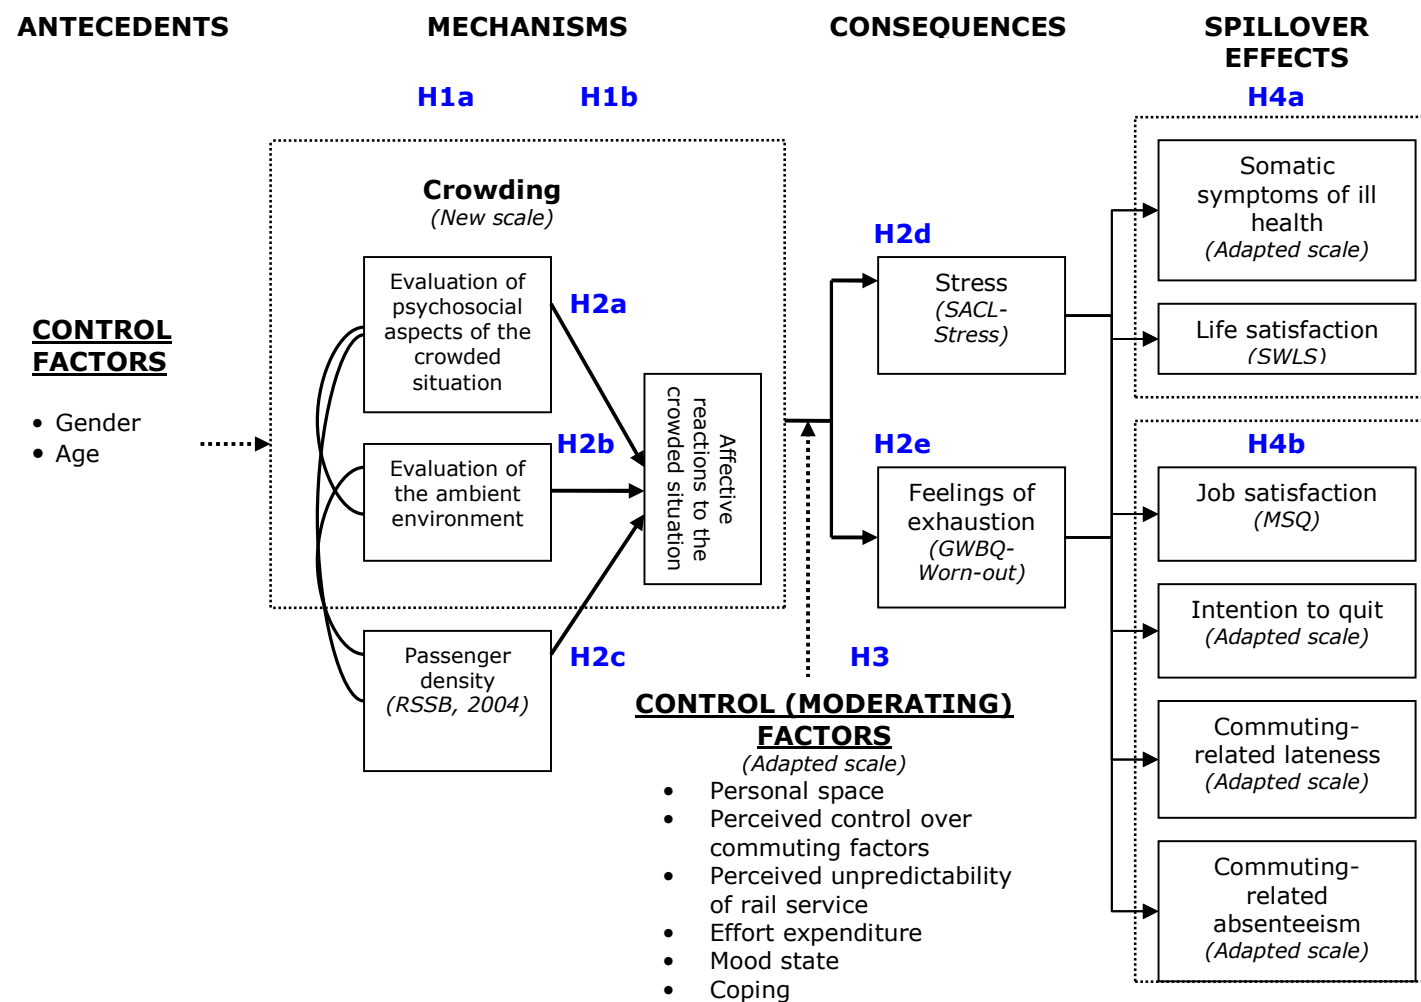 ANTECEDENTS
MECHANISMS
CONSEQUENCES
SPILLOVER
EFFECTS
H1a
H1b
H4a
Crowding
(New scale)
Evaluation of
psychosocial
aspects of the
crowded
situation
H2a
Evaluation of
the ambient
environment
H2b
Passenger
density
(RSSB, 2004)
H2c
Affective
reactions to the
crowded situation
CONTROL
FACTORS
• Gender
• Age
H2d
Stress
(SACL-
Stress)
H2e
Feelings of
exhaustion
(GWBQ-
Worn-out)
H3
CONTROL (MODERATING)
FACTORS
(Adapted scale)
• Personal space
• Perceived control over
commuting factors
• Perceived unpredictability
of rail service
• Effort expenditure
• Mood state
• Coping
Somatic
symptoms of ill
health
(Adapted scale)
Life satisfaction
(SWLS)
H4b
Job satisfaction
(MSQ)
Intention to quit
(Adapted scale)
Commuting-
related lateness
(Adapted scale)
Commuting-
related
absenteeism
(Adapted scale)